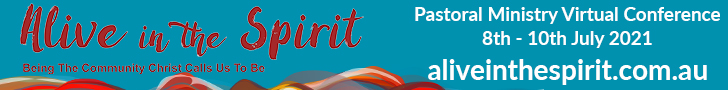 Alive in the Spirit
Being The Community Christ Calls Us To Be
Pastoral Ministry Virtual Conference
8th - 10th July 2021
aliveinthespirit.com.au